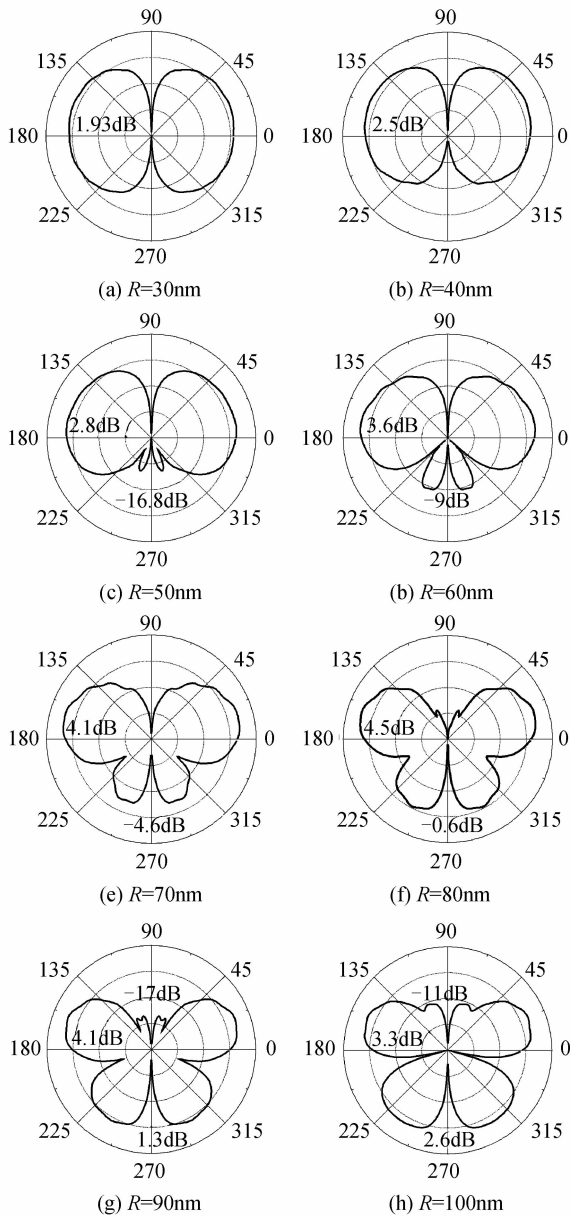 90 90
135 45 135 45
180 1.93dB 0 180 2.5dB 0
225 315 225 315
270 270
(a) R=30nm (b) R=40nm
90 90
135 45 135 45
180 2.8dB 0 180 3.6dB 0
−16.8dB −9dB
225 315 225 315
270 270
(c) R=50nm (b) R=60nm
90 90
135 45 135 45
180 4.1dB 0 180 4.5dB 0
225 −4.6dB 315 225 −0.6dB 315
270 270
(e) R=70nm (f) R=80nm
90 90
135 −17dB 45 135 −11dB 45
180 4.1dB 0 180 3.3dB 0
225 1.3dB 315 225 2.6dB 315
270 270
(g) R=90nm (h) R=100nm